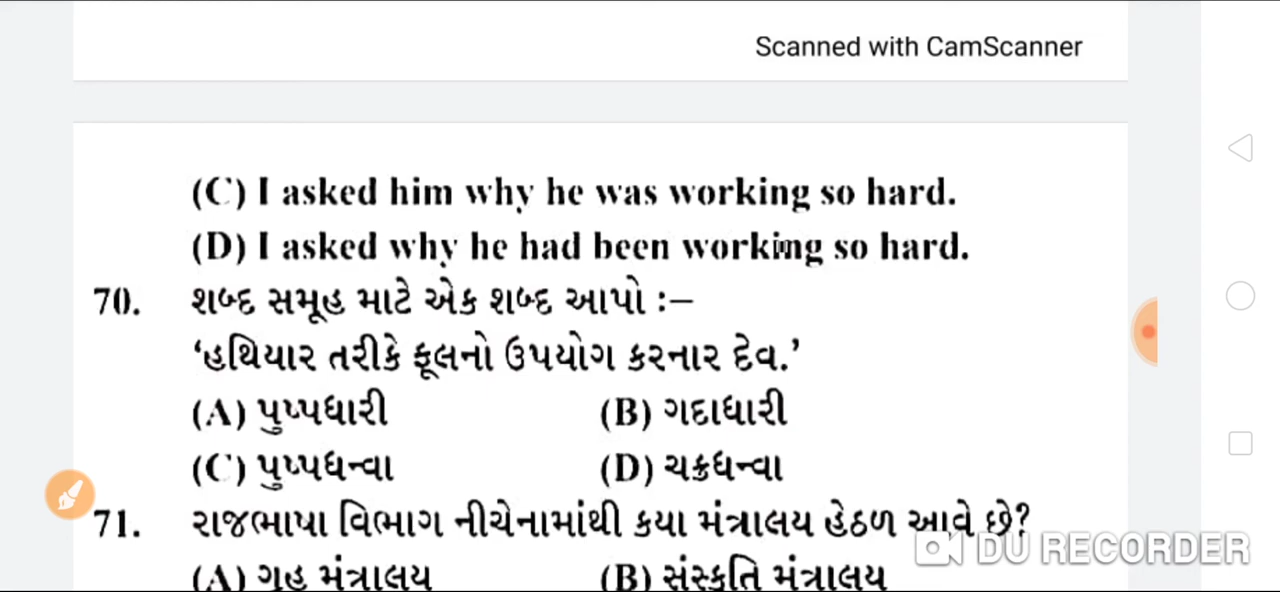 Scanned with CamScanner
(C) I asked him why he was working so hard.
(D) I asked why he had been working so hard.
70. શબ્દ સમૂહ માટે એક શબ્દ આપો :–
‘હથિયાર તરીકે ફૂલનો ઉપયોગ કરનાર દેવ.’
(A) પુષ્પધારી (B) ગદાધારી
(C) પુષ્પધન્વા (D) ચક્રધન્વા
71. રાજભાષા વિભાગ નીચેનામાંથી કયા મંત્રાલય હેઠળ આવે છે?
DU RECORDER
(A) ગૃહ મંત્રાલય (B) સંસ્કૃતિ મંત્રાલય